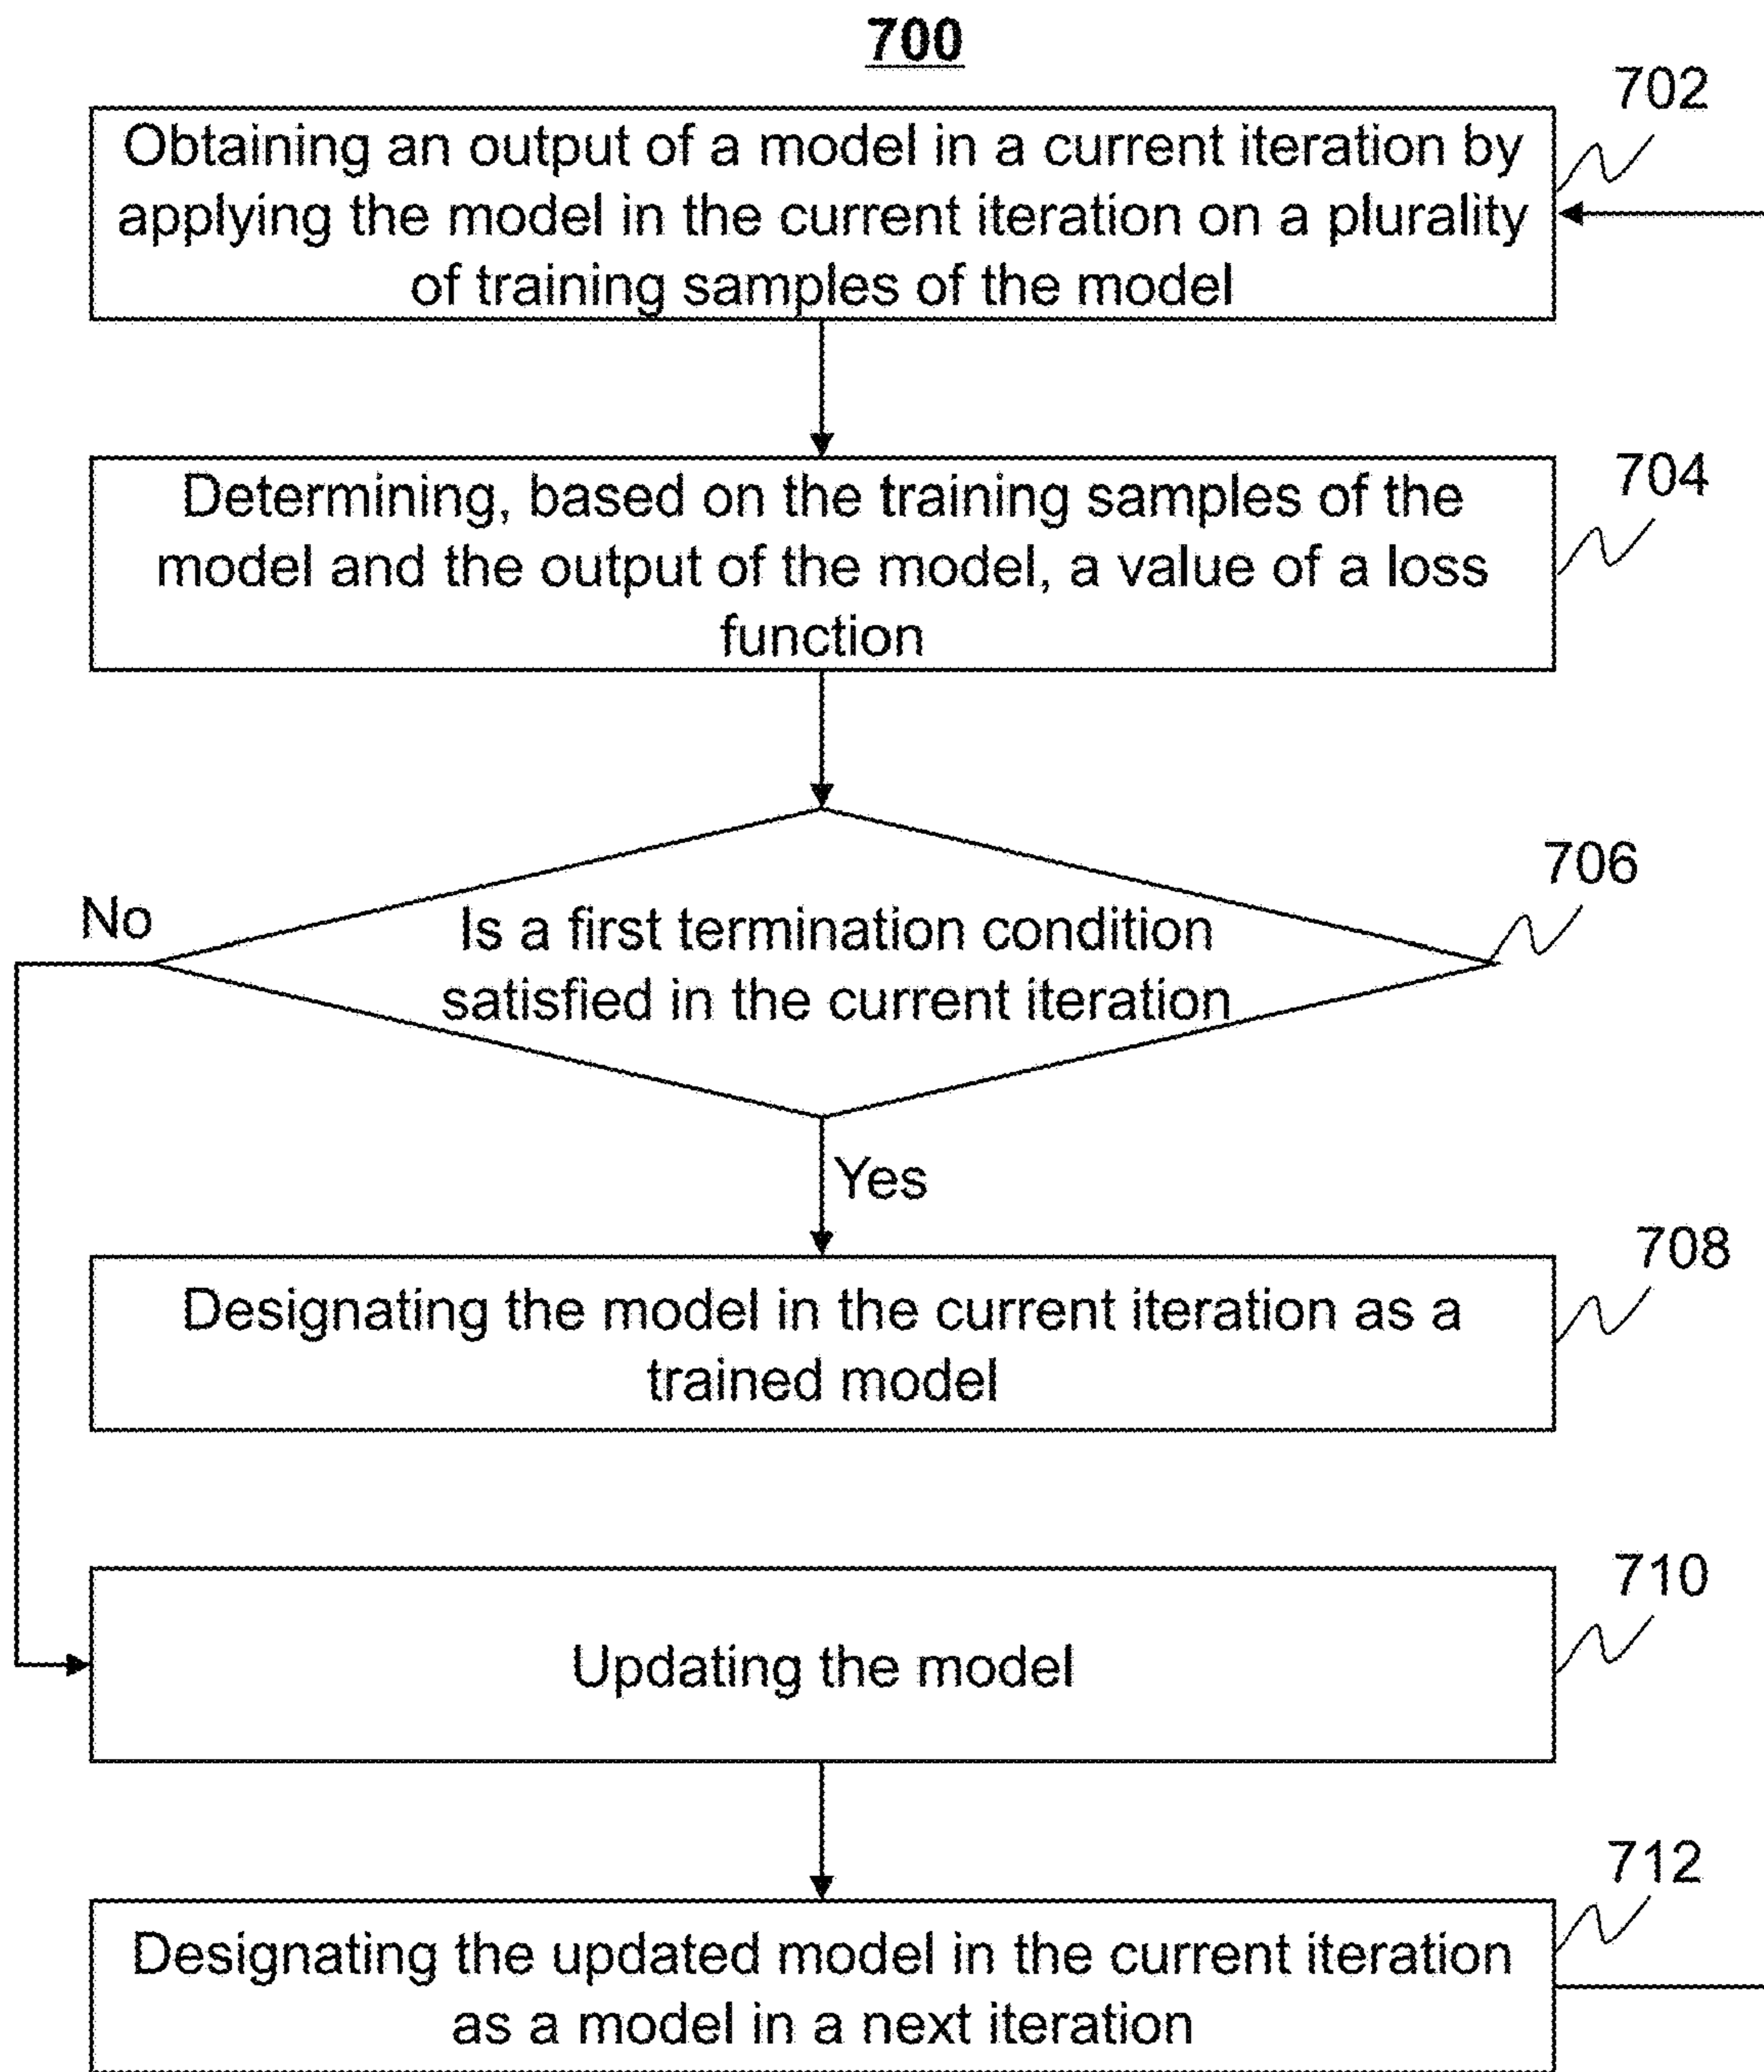 700
702
Obtaining an output of a model in a current iteration by
applying the model in the current iteration on a plurality
of training samples of the model
704
Determining, based on the training samples of the
model and the output of the model, a value of a loss
function
706
No
Is a first termination condition
satisfied in the current iteration
Yes
708
Designating the model in the current iteration as a
trained model
710
Updating the model
712
Designating the updated model in the current iteration
as a model in a next iteration